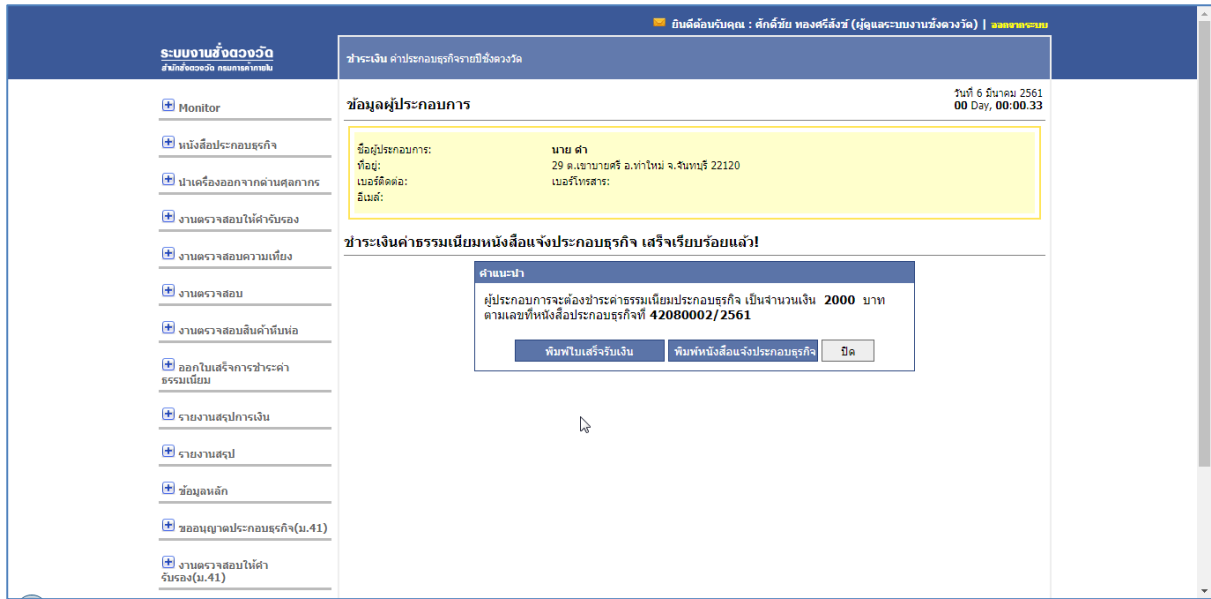 ยินดีต้อนรับคุณ : ศักดิ์ชัย ทองศรีสังข์ (ผู้ดูแลระบบงานชั่งตวงวัด) | ออกจากระบบ
ระบบงานชั่งตวงวัด
สำนักชั่งตวงวัด กรมการค้าภายใน
ชำระเงิน ค่าประกอบธุรกิจรายปีชั่งตวงวัด
วันที่ 6 มีนาคม 2561
00 Day, 00:00.33
ข้อมูลผู้ประกอบการ
ชื่อผู้ประกอบการ: นาย ดำ
ที่อยู่: 29 ต.เขาบายศรี อ.ท่าใหม่ จ.จันทบุรี 22120
เบอร์ติดต่อ: เบอร์โทรสาร:
อีเมล์:
ชำระเงินค่าธรรมเนียมหนังสือแจ้งประกอบธุรกิจ เสร็จเรียบร้อยแล้ว!
คำแนะนำ
ผู้ประกอบการจะต้องชำระค่าธรรมเนียมประกอบธุรกิจ เป็นจำนวนเงิน 2000 บาท
ตามเลขที่หนังสือประกอบธุรกิจที่ 42080002/2561
พิมพ์ใบเสร็จรับเงิน พิมพ์หนังสือแจ้งประกอบธุรกิจ ปิด
Monitor
หนังสือประกอบธุรกิจ
นำเครื่องออกจากด่านศุลกากร
งานตรวจสอบให้คำรับรอง
งานตรวจสอบความเที่ยง
งานตรวจสอบ
งานตรวจสอบสินค้าหีบห่อ
ออกใบเสร็จการชำระค่า
ธรรมเนียม
รายงานสรุปการเงิน
รายงานสรุป
ข้อมูลหลัก
ขออนุญาตประกอบธุรกิจ(ม.41)
งานตรวจสอบให้คำ
รับรอง(ม.41)